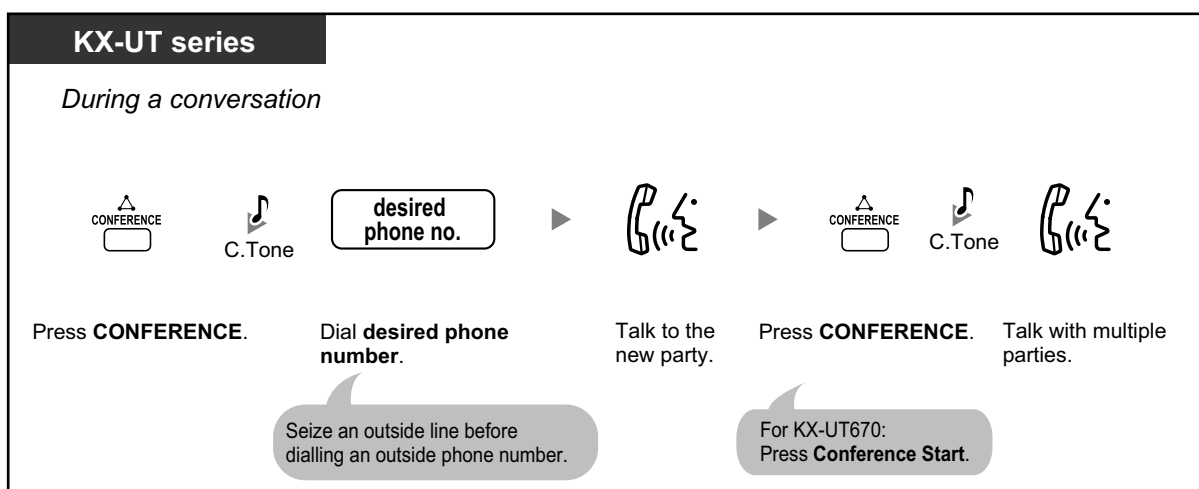 KX-UT series
During a conversation
CONFERENCE
C.Tone
desired
phone no.
CONFERENCE
C.Tone
Press CONFERENCE.
Dial desired phone
number.
Talk to the
new party.
Press CONFERENCE.
Talk with multiple
parties.
Seize an outside line before
dialling an outside phone number.
For KX-UT670:
Press Conference Start.